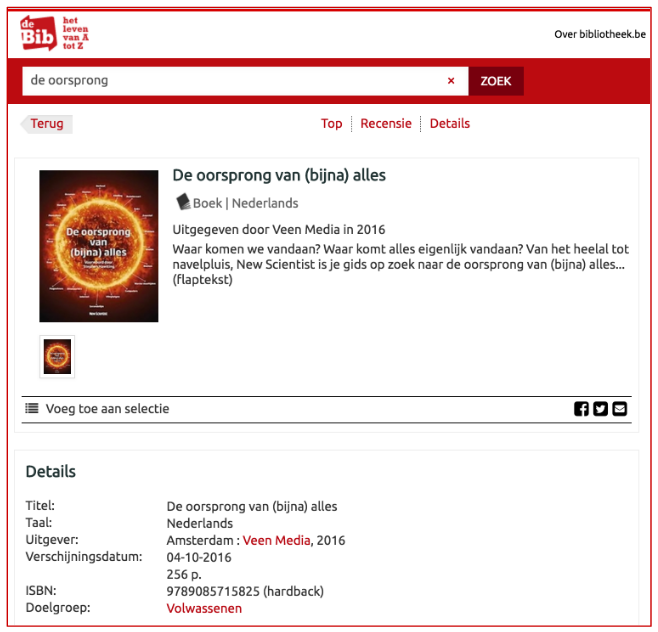 de
Bib
het
leven
van A
tot Z
Over bibliotheek.be
de oorsprong
×
ZOEK
Terug
Top
Recensie
Details
De oorsprong
van
(bijna) alles
New Scientist
De oorsprong van (bijna) alles
Boek | Nederlands
Uitgegeven door Veen Media in 2016
Waar komen we vandaan? Waar komt alles eigenlijk vandaan? Van het heelal tot
navelpluis, New Scientist is je gids op zoek naar de oorsprong van (bijna) alles...
(flaptekst)
Voeg toe aan selectie
Details
Titel: De oorsprong van (bijna) alles
Taal: Nederlands
Uitgever: Amsterdam : Veen Media, 2016
Verschijningsdatum: 04-10-2016
256 p.
ISBN: 9789085715825 (hardback)
Doelgroep: Volwassenen